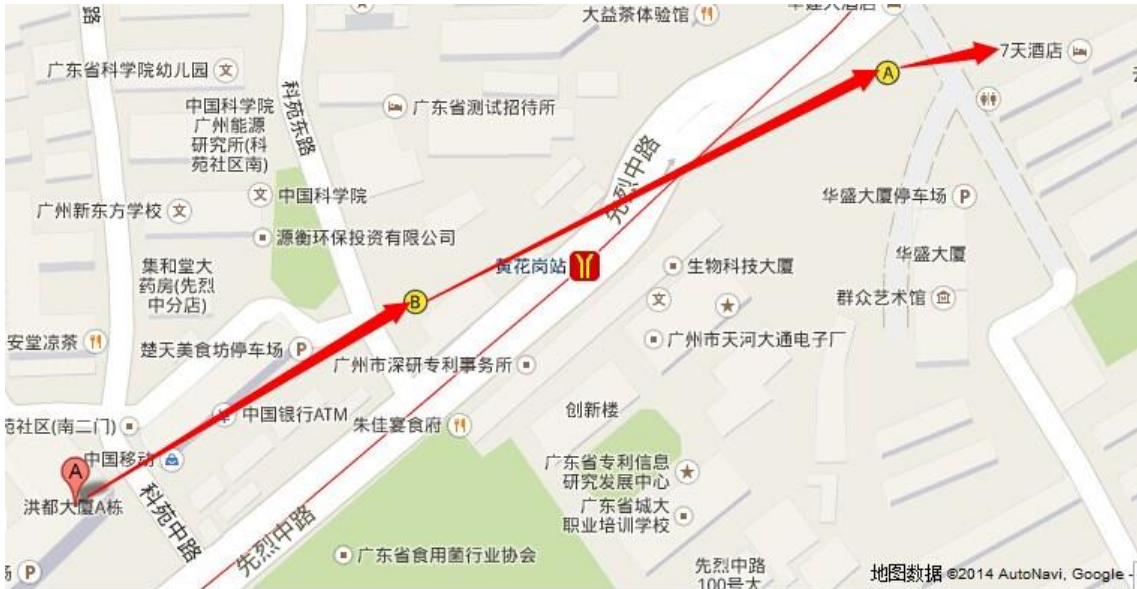 路
大益茶体验馆
7天酒店
广东省科学院幼儿园
科苑东路
中国科学院
广州能源
研究所(科
苑社区南)
广东省测试招待所
中国科学院
广州新东方学校
源衡环保投资有限公司
先烈中路
华盛大厦停车场
P
集和堂大
药房(先烈
中分店)
黄花岗站
生物科技大厦
华盛大厦
群众艺术馆
A
B
安堂凉茶
楚天美食坊停车场
P
广州市深研专利事务所
广州市天河大通电子厂
中国银行ATM
朱佳宴食府
创新楼
苑社区(南二门)
中国移动
A
洪都大厦A栋
科苑中路
广东省专利信息
研究发展中心
广东省城大
职业培训学校
先烈中路
广东省食用菌行业协会
P
先烈中路
100号大
地图数据 ©2014 AutoNavi, Google -